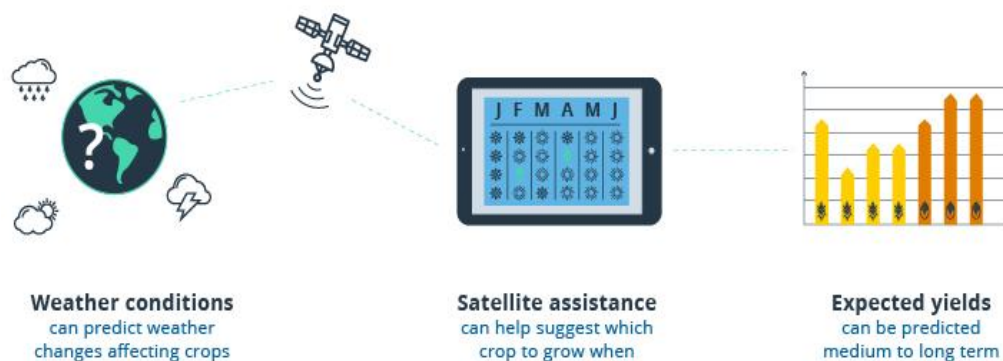 ?
J F M A M J
Weather conditions
can predict weather
changes affecting crops
Satellite assistance
can help suggest which
crop to grow when
Expected yields
can be predicted
medium to long term